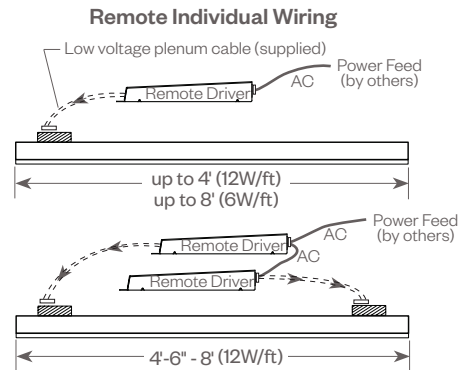 Remote Individual Wiring
Low voltage plenum cable (supplied)
Power Feed
(by others)
AC
Remote Driver
up to 4' (12W/ft)
up to 8' (6W/ft)
Power Feed
(by others)
AC
Remote Driver
AC
Remote Driver
4'-6" - 8' (12W/ft)